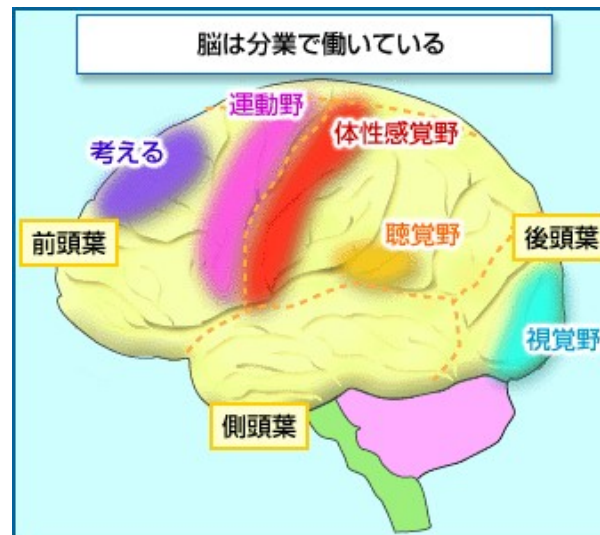 脳は分業で働いている
運動野
体性感覚野
考える
前頭葉
聴覚野
後頭葉
視覚野
側頭葉